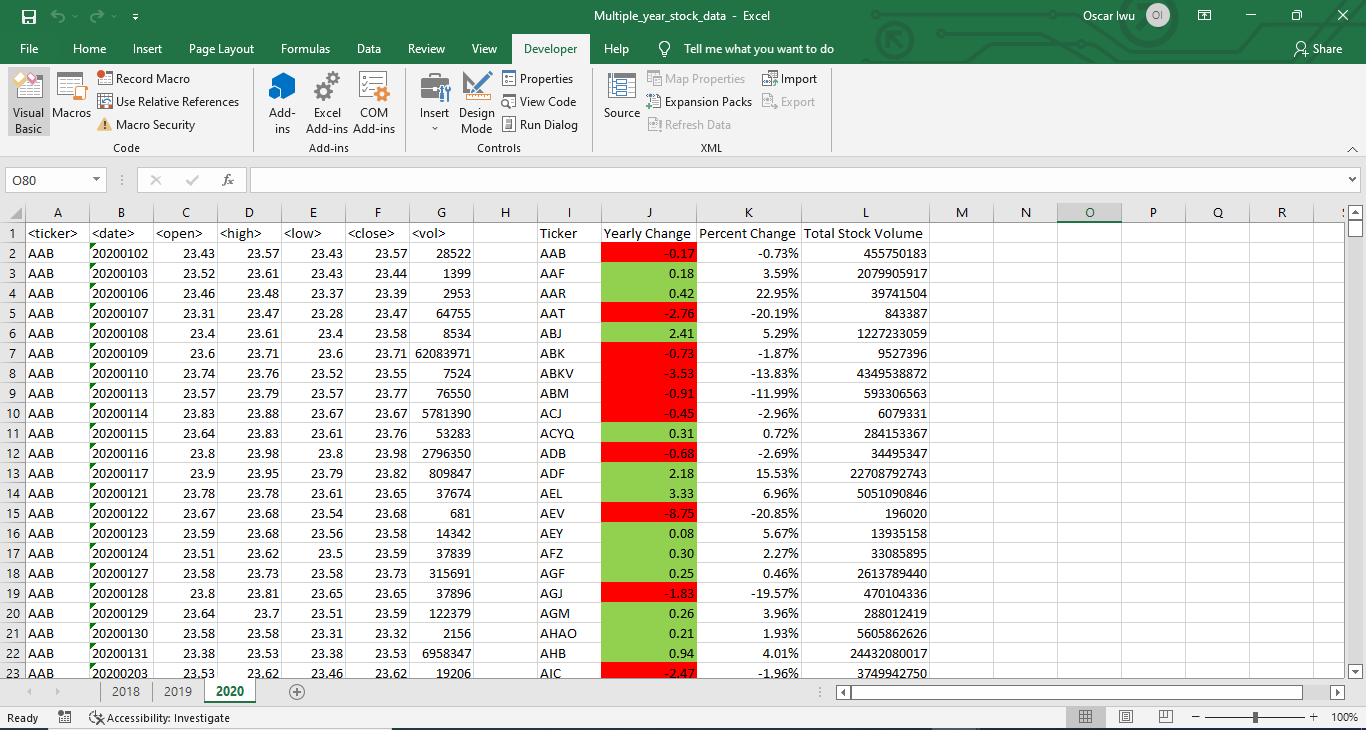 Multiple_year_stock_data - Excel
Oscar Iwu OI
File Home Insert Page Layout Formulas Data Review View Developer Help Tell me what you want to do Share
Visual Basic
Macros
Record Macro
Use Relative References
Macro Security
Code
Add-ins
Excel Add-ins
COM Add-ins
Add-ins
Insert
Design Mode
Properties
View Code
Run Dialog
Controls
Source
Map Properties
Expansion Packs
Refresh Data
Import
Export
XML
O80 fx
A B C D E F G H I J K L M N O P Q R
1 <ticker> <date> <open> <high> <low> <close> <vol> Ticker Yearly Change Percent Change Total Stock Volume
2 AAB 20200102 23.43 23.57 23.43 23.57 28522 AAB -0.17 -0.73% 455750183
3 AAB 20200103 23.52 23.61 23.43 23.44 1399 AAF 0.18 3.59% 2079905917
4 AAB 20200106 23.46 23.48 23.37 23.39 2953 AAR 0.42 22.95% 39741504
5 AAB 20200107 23.31 23.47 23.28 23.47 64755 AAT -2.76 -20.19% 843387
6 AAB 20200108 23.4 23.61 23.4 23.58 8534 ABJ 2.41 5.29% 1227233059
7 AAB 20200109 23.6 23.71 23.6 23.71 62083971 ABK -0.73 -1.87% 9527396
8 AAB 20200110 23.74 23.76 23.52 23.55 7524 ABKV -3.53 -13.83% 4349538872
9 AAB 20200113 23.57 23.79 23.57 23.77 76550 ABM -0.91 -11.99% 593306563
10 AAB 20200114 23.83 23.88 23.67 23.67 5781390 ACJ -0.45 -2.96% 6079331
11 AAB 20200115 23.64 23.83 23.61 23.76 53283 ACYQ 0.31 0.72% 284153367
12 AAB 20200116 23.8 23.98 23.8 23.98 2796350 ADB -0.68 -2.69% 34495347
13 AAB 20200117 23.9 23.95 23.79 23.82 809847 ADF 2.18 15.53% 22708792743
14 AAB 20200121 23.78 23.78 23.61 23.65 37674 AEL 3.33 6.96% 5051090846
15 AAB 20200122 23.67 23.68 23.54 23.68 681 AEV -8.75 -20.85% 196020
16 AAB 20200123 23.59 23.68 23.56 23.58 14342 AEY 0.08 5.67% 13935158
17 AAB 20200124 23.51 23.62 23.5 23.59 37839 AFZ 0.30 2.27% 33085895
18 AAB 20200127 23.58 23.73 23.58 23.73 315691 AGF 0.25 0.46% 2613789440
19 AAB 20200128 23.8 23.81 23.65 23.65 37896 AGJ -1.83 -19.57% 470104336
20 AAB 20200129 23.64 23.7 23.51 23.59 122379 AGM 0.26 3.96% 288012419
21 AAB 20200130 23.58 23.58 23.31 23.32 2156 AHAO 0.21 1.93% 5605862626
22 AAB 20200131 23.38 23.53 23.38 23.53 6958347 AHB 0.94 4.01% 24432080017
23 AAB 20200203 23.53 23.62 23.46 23.62 19206 AIC -2.47 -1.96% 3749942750
2018 2019 2020
Ready Accessibility: Investigate 100%